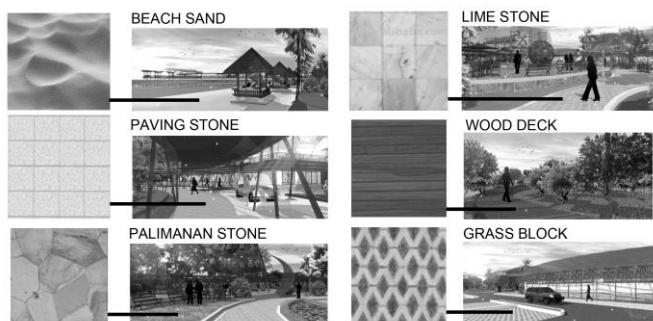 BEACH SAND
LIME STONE
PAVING STONE
WOOD DECK
PALIMANAN STONE
GRASS BLOCK